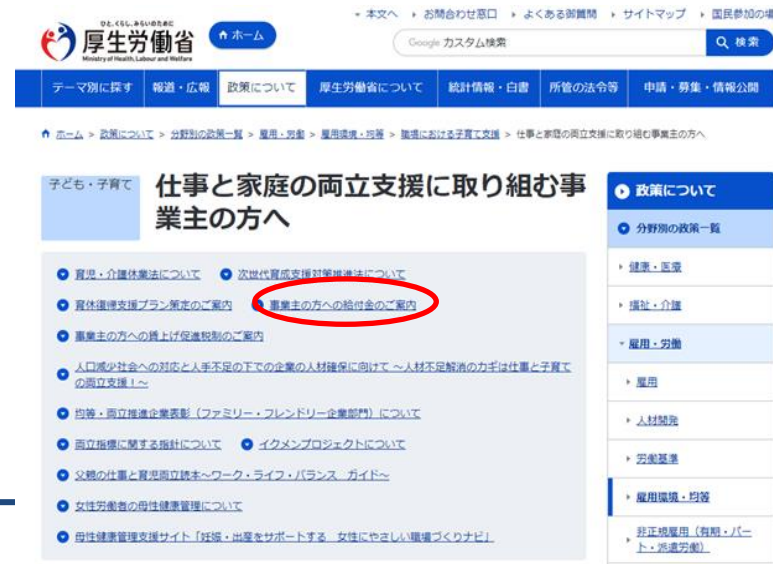 本文へ お問合わせ窓口 よくある御質問 サイトマップ 国民参加の場
ひと、くらし、みらいのために
厚生労働省
Ministry of Health, Labour and Welfare
ホーム
Google カスタム検索
検索
テーマ別に探す 報道・広報 政策について 厚生労働省について 統計情報・白書 所管の法令等 申請・募集・情報公開
ホーム > 政策について > 分野別の政策一覧 > 雇用・労働 > 雇用環境・均等 > 職場における子育て支援 > 仕事と家庭の両立支援に取り組む事業主の方へ
子ども・子育て
仕事と家庭の両立支援に取り組む事
業主の方へ
育児・介護休業法について 次世代育成支援対策推進法について
育休復帰支援プラン策定のご案内 事業主の方への給付金のご案内
事業主の方への賃上げ促進税制のご案内
人口減少社会への対応と人手不足の下での企業の人材確保に向けて ~人材不足解消のカギは仕事と子育て
の両立支援！~
均等・両立推進企業表彰（ファミリー・フレンドリー企業部門）について
両立指標に関する指針について イクメンプロジェクトについて
父親の仕事と育児両立読本~ワーク・ライフ・バランス ガイド~
女性労働者の母性健康管理について
母性健康管理支援サイト「妊娠・出産をサポートする 女性にやさしい職場づくりナビ」
政策について
分野別の政策一覧
健康・医療
福祉・介護
雇用・労働
雇用
人材開発
労働基準
雇用環境・均等
非正規雇用（有期・パー
ト・派遣労働）